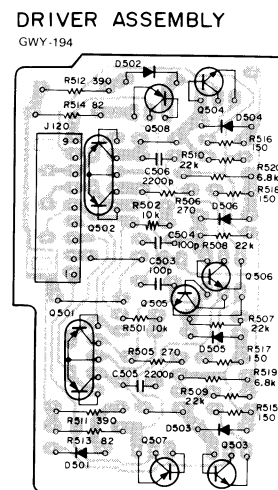 DRIVER ASSEMBLY
GWY-194
D502
R512 390
Q504
R514 82
Q508
D504
J120
9
R516
150
R510
22k
C506
2200p
R520
6.8k
R518
150
Q502
R506
270
D506
R502
10k
C504
100p
R508 22k
C503
100p
1
Q506
Q505
Q501
R501 10k
R507
22k
D505
R517
150
R505 270
C505 2200p
R519
6.8k
R509
22k
R511 390
R515
150
R513 82
D503
D501
Q507
Q503